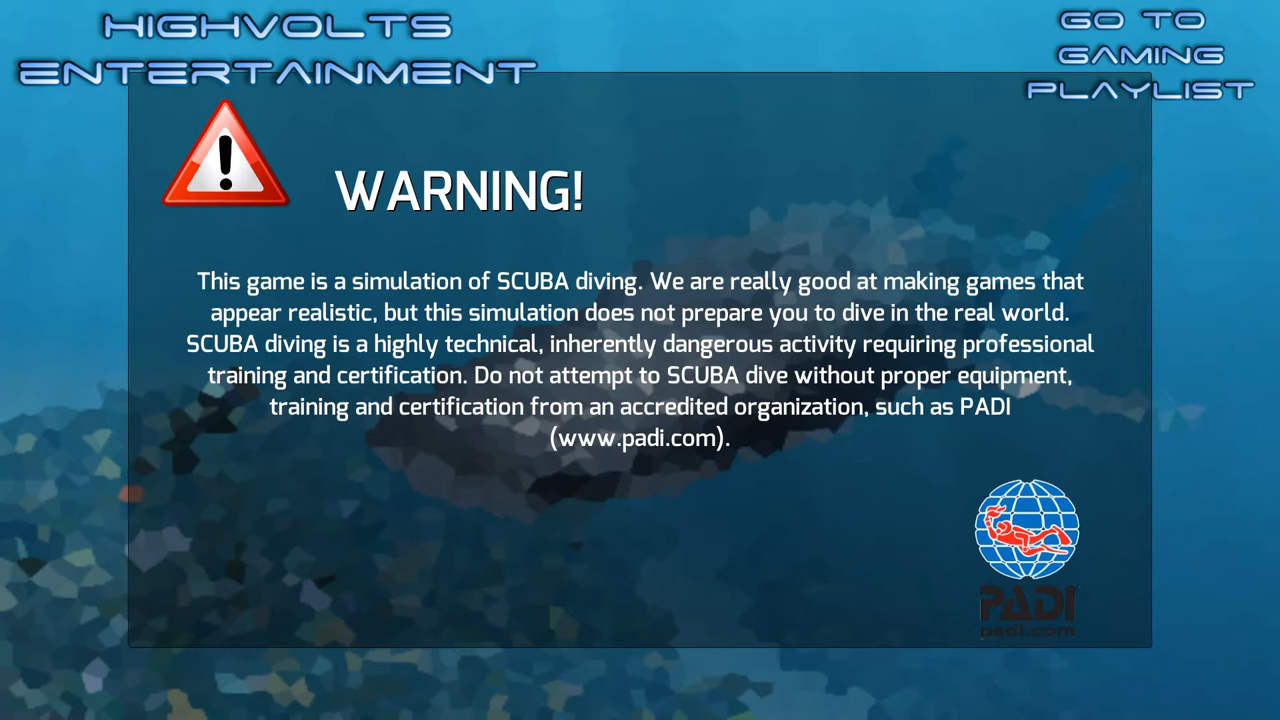 HIGHVOLTS
ENTERTAINMENT
GO TO
GAMING
PLAYLIST
WARNING!
This game is a simulation of SCUBA diving. We are really good at making games that
appear realistic, but this simulation does not prepare you to dive in the real world.
SCUBA diving is a highly technical, inherently dangerous activity requiring professional
training and certification. Do not attempt to SCUBA dive without proper equipment,
training and certification from an accredited organization, such as PADI
(www.padi.com).
PADI
padi.com